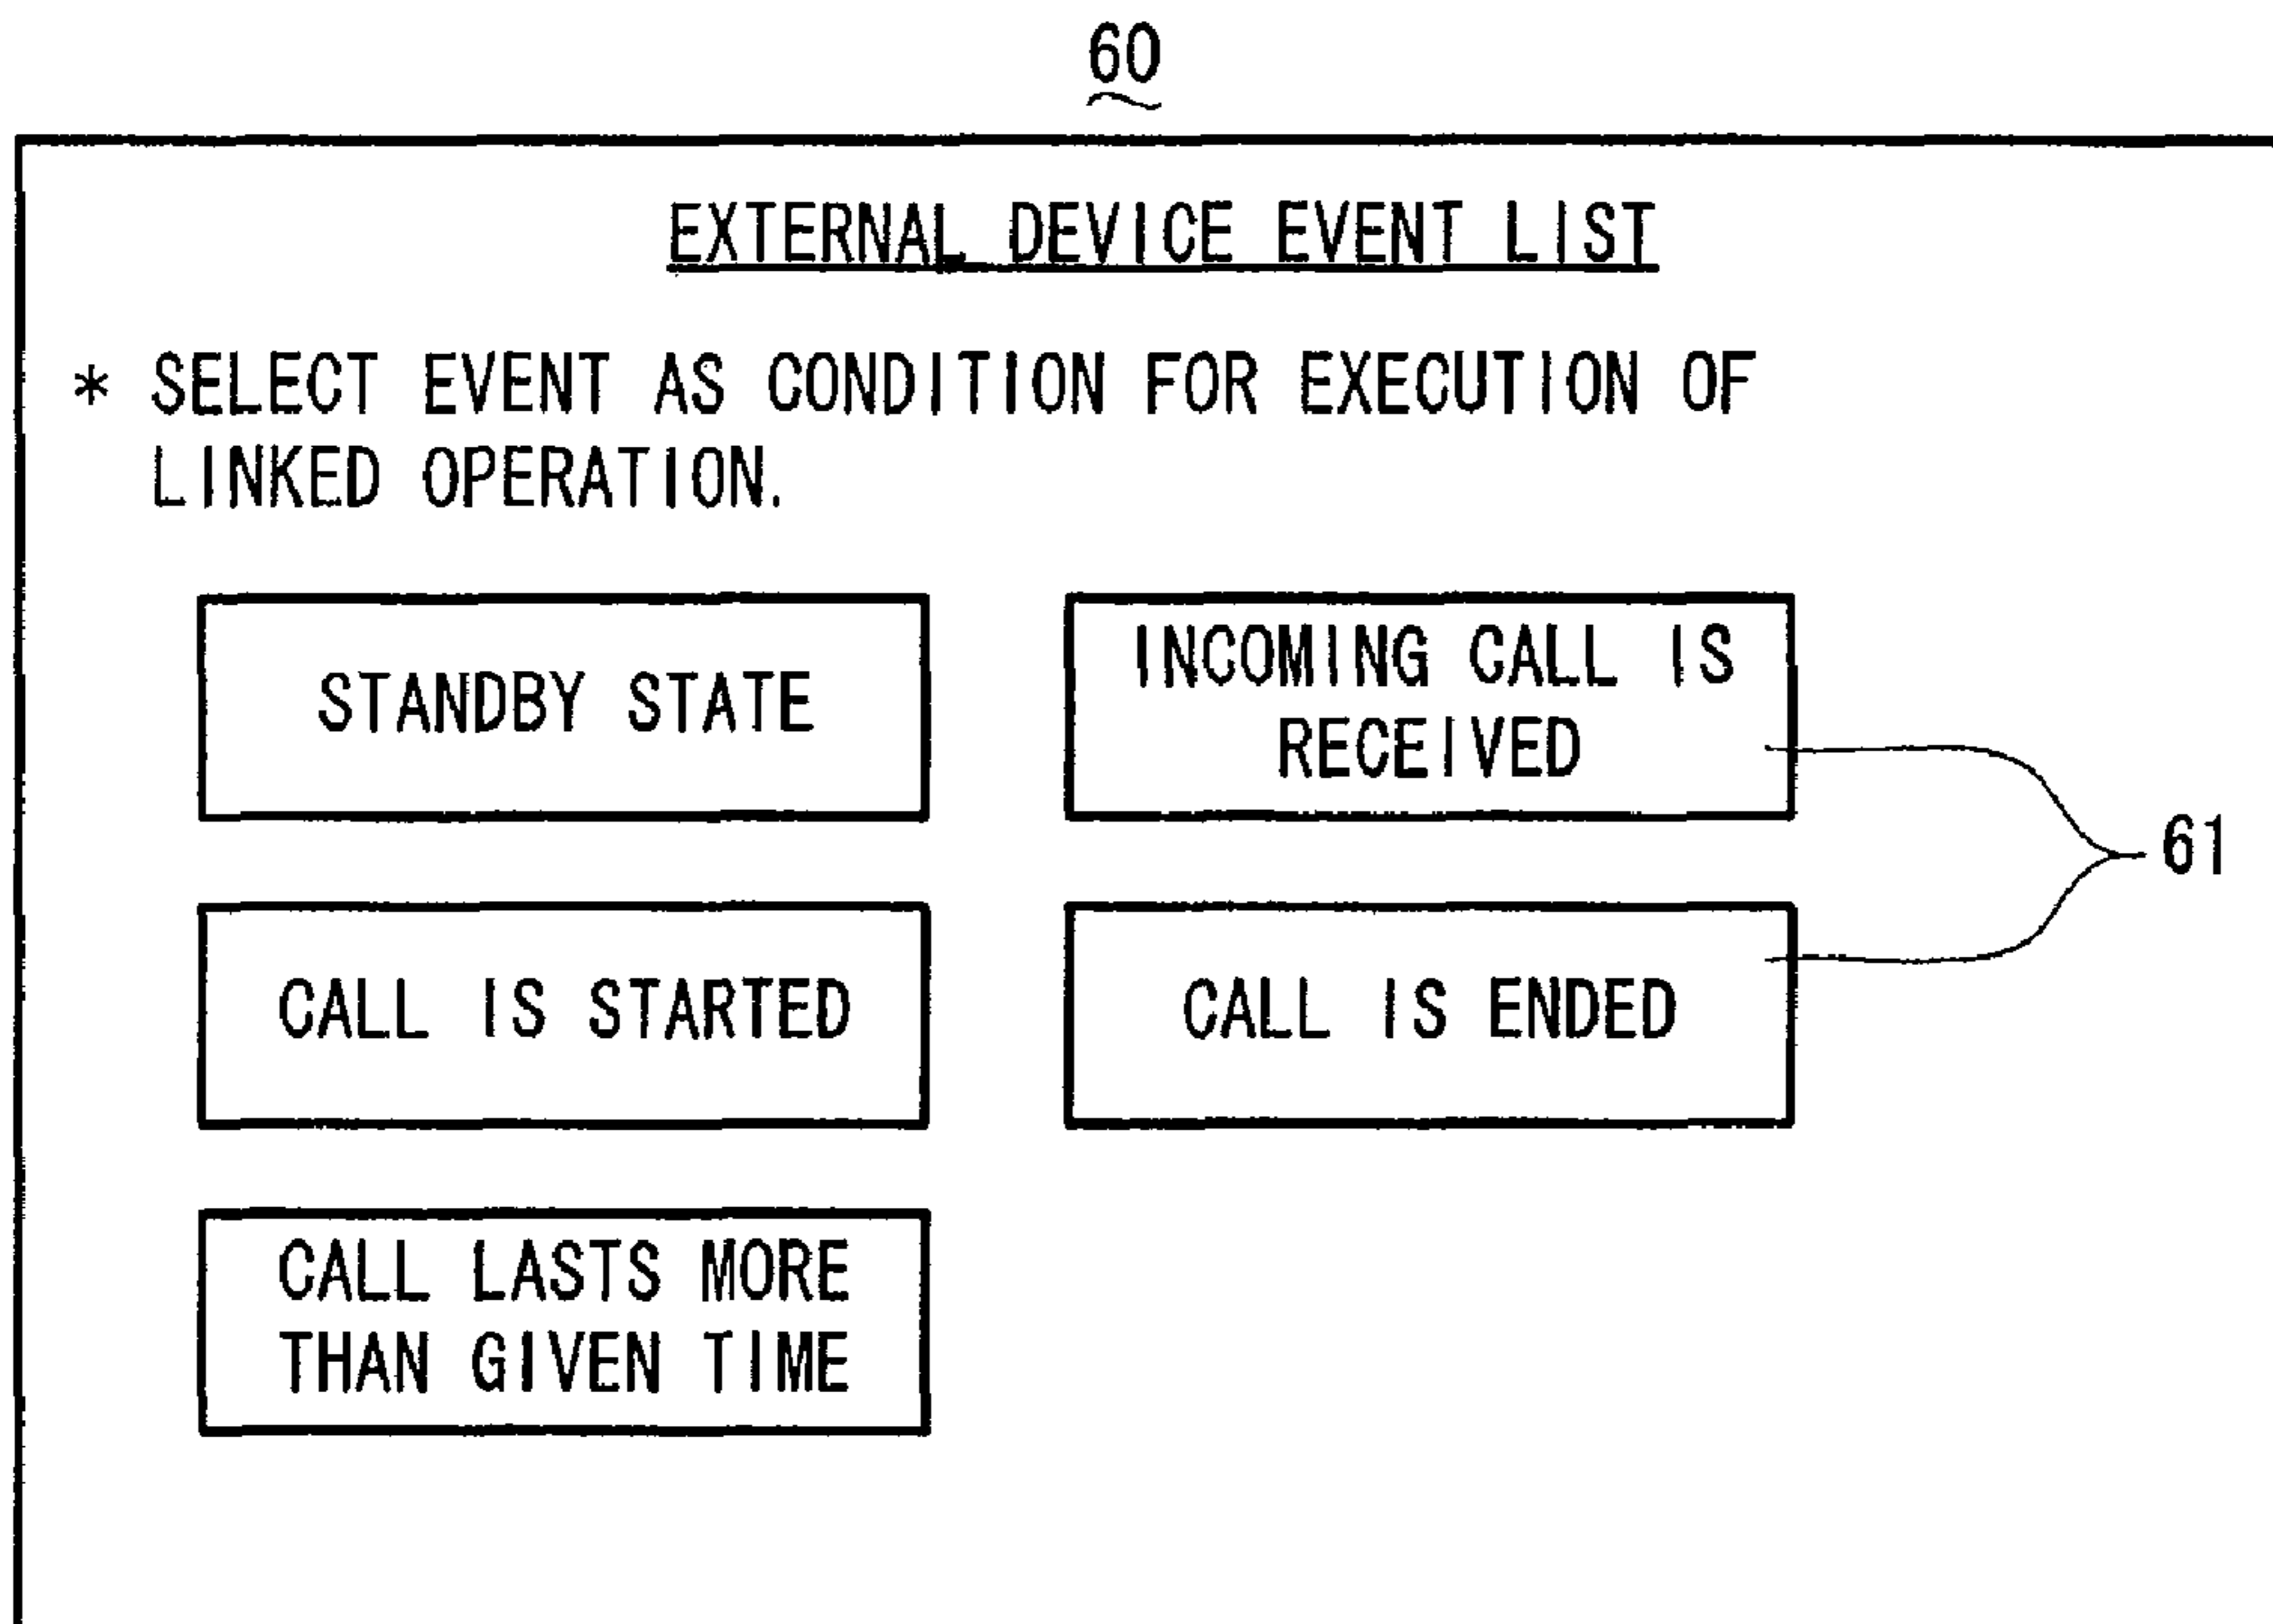 60
EXTERNAL DEVICE EVENT LIST
* SELECT EVENT AS CONDITION FOR EXECUTION OF
LINKED OPERATION.
STANDBY STATE
INCOMING CALL IS
RECEIVED
61
CALL IS STARTED
CALL IS ENDED
CALL LASTS MORE
THAN GIVEN TIME